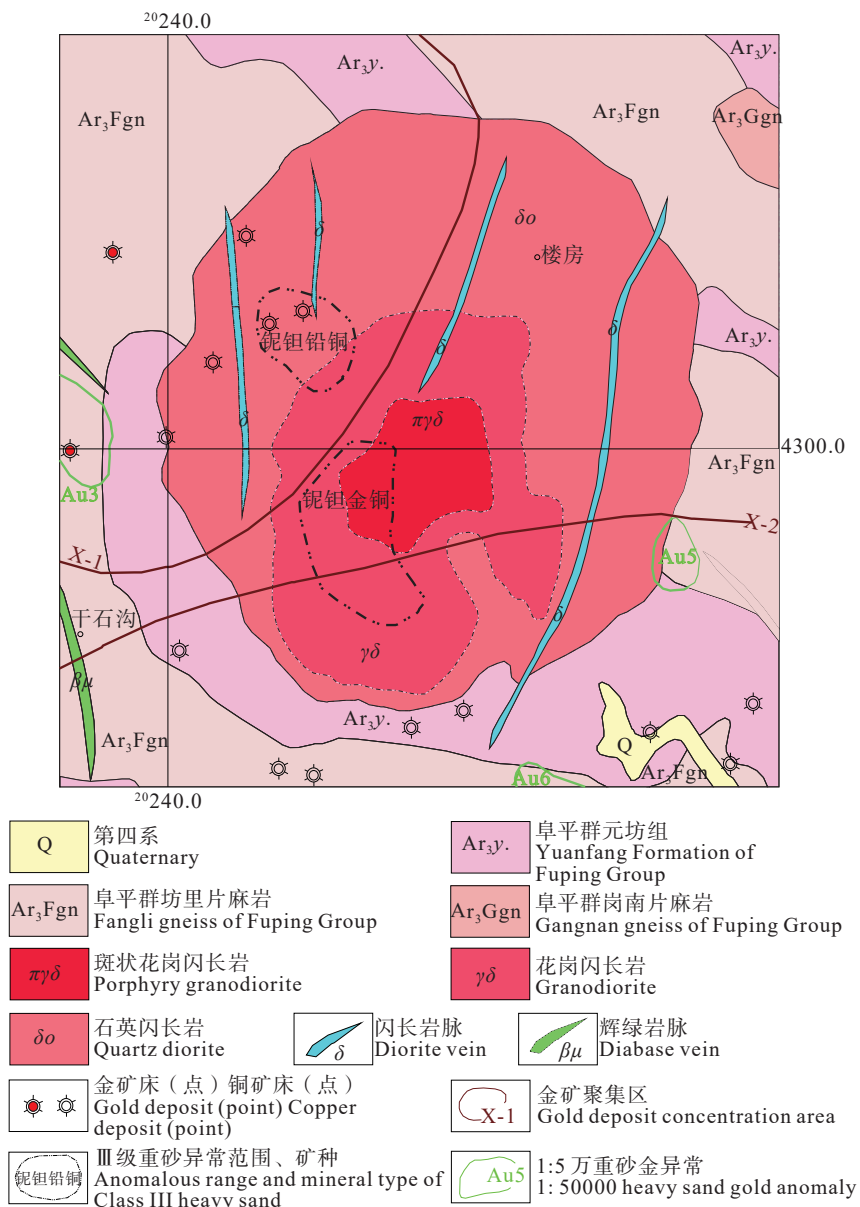 ²⁰240.0
Ar₃y.
Ar₃y.
Ar₃Fgn
Ar₃Fgn
Ar₃Ggn
δ
δo
楼房
铌钽铅铜
δ
δ
Ar₃y.
δ
πγδ
4300.0
Ar₃Fgn
Au3
铌钽金铜
X-1
X-2
Au5
干石沟
δ
γδ
βμ
Ar₃y.
Ar₃Fgn
Q
Ar₃Fgn
Au6
²⁰240.0
Q
第四系
Quaternary
Ar₃y.
阜平群元坊组
Yuanfang Formation of
Fuping Group
Ar₃Fgn
阜平群坊里片麻岩
Fangli gneiss of Fuping Group
Ar₃Ggn
阜平群岗南片麻岩
Gangnan gneiss of Fuping Group
πγδ
斑状花岗闪长岩
Porphyry granodiorite
γδ
花岗闪长岩
Granodiorite
δo
石英闪长岩
Quartz diorite
δ
闪长岩脉
Diorite vein
βμ
辉绿岩脉
Diabase vein
金矿床（点）铜矿床（点）
Gold deposit (point) Copper
deposit (point)
X-1
金矿聚集区
Gold deposit concentration area
铌钽铅铜
Ⅲ级重砂异常范围、矿种
Anomalous range and mineral type of
Class III heavy sand
Au5
1:5 万重砂金异常
1: 50000 heavy sand gold anomaly